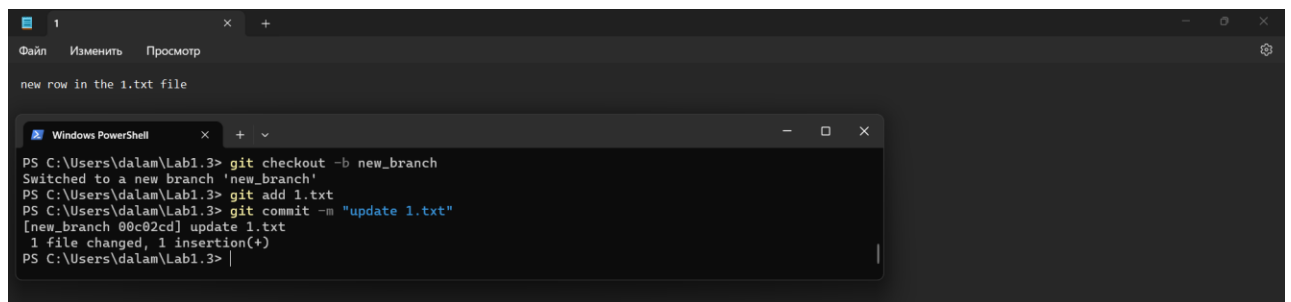 1
Файл Изменить Просмотр
new row in the 1.txt file
Windows PowerShell
PS C:\Users\dalam\Lab1.3> git checkout -b new_branch
Switched to a new branch 'new_branch'
PS C:\Users\dalam\Lab1.3> git add 1.txt
PS C:\Users\dalam\Lab1.3> git commit -m "update 1.txt"
[new_branch 00c02cd] update 1.txt
 1 file changed, 1 insertion(+)
PS C:\Users\dalam\Lab1.3>